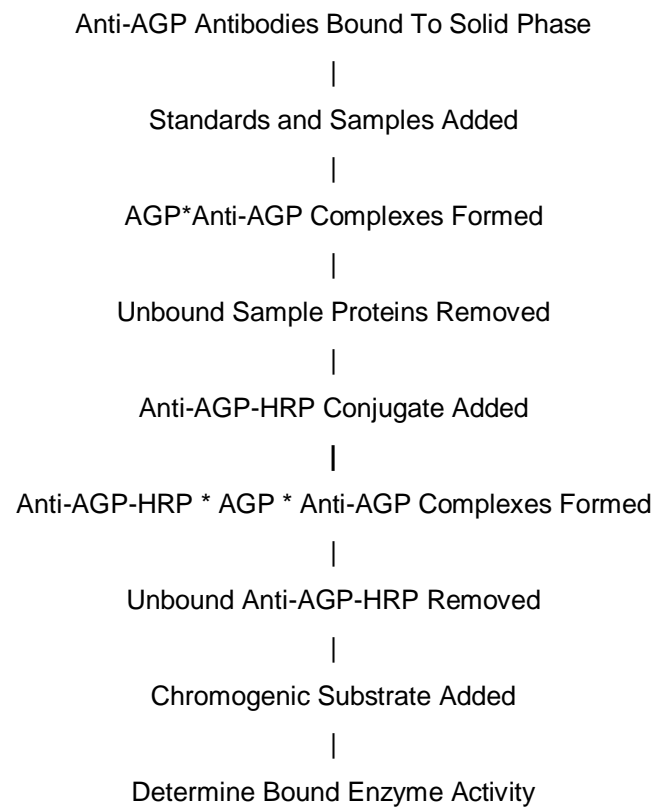 Anti-AGP Antibodies Bound To Solid Phase
|
Standards and Samples Added
|
AGP*Anti-AGP Complexes Formed
|
Unbound Sample Proteins Removed
|
Anti-AGP-HRP Conjugate Added
|
Anti-AGP-HRP * AGP * Anti-AGP Complexes Formed
|
Unbound Anti-AGP-HRP Removed
|
Chromogenic Substrate Added
|
Determine Bound Enzyme Activity